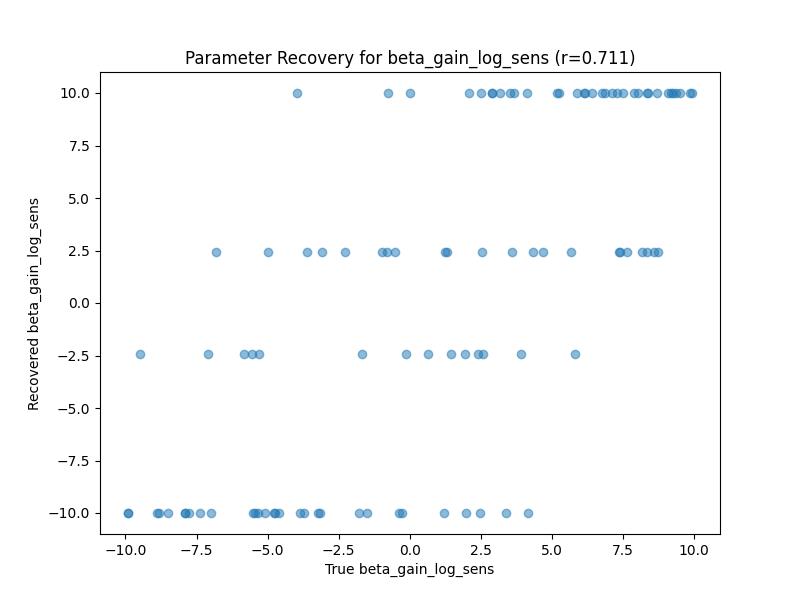 Parameter Recovery for beta_gain_log_sens (r=0.711)
10.0
7.5
5.0
2.5
0.0
−2.5
−5.0
−7.5
−10.0
Recovered beta_gain_log_sens
−10.0 −7.5 −5.0 −2.5 0.0 2.5 5.0 7.5 10.0
True beta_gain_log_sens